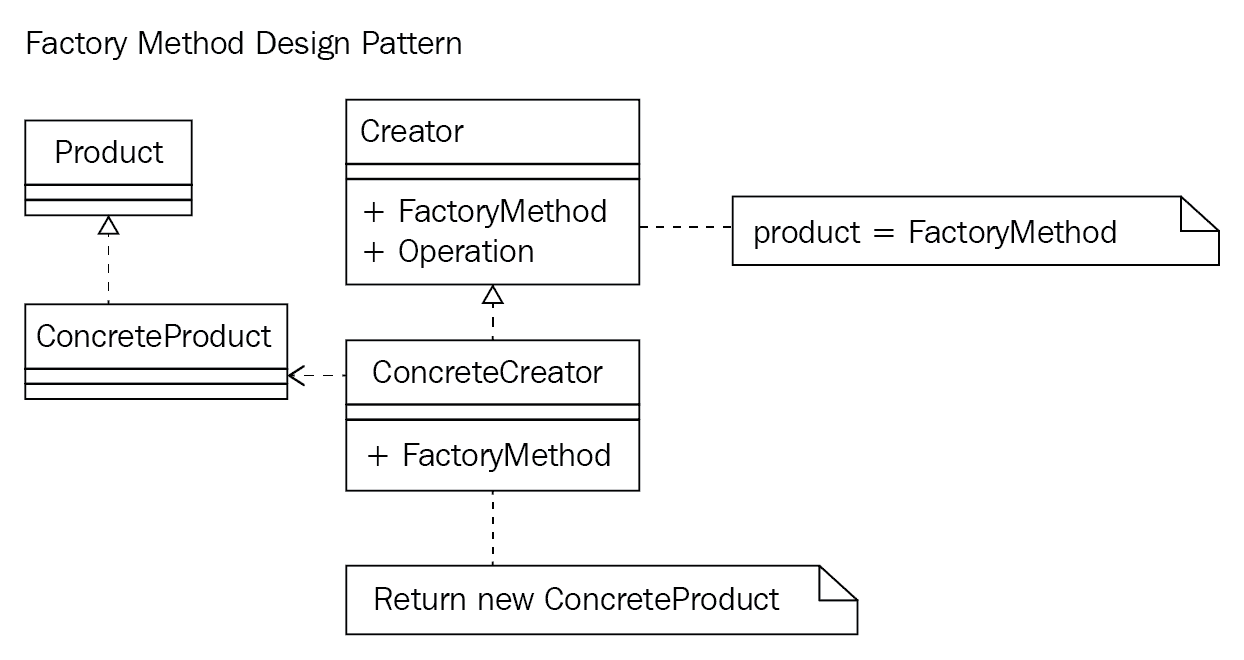 Factory Method Design Pattern
Product
Creator
+ FactoryMethod
+ Operation
product = FactoryMethod
ConcreteProduct
ConcreteCreator
+ FactoryMethod
Return new ConcreteProduct